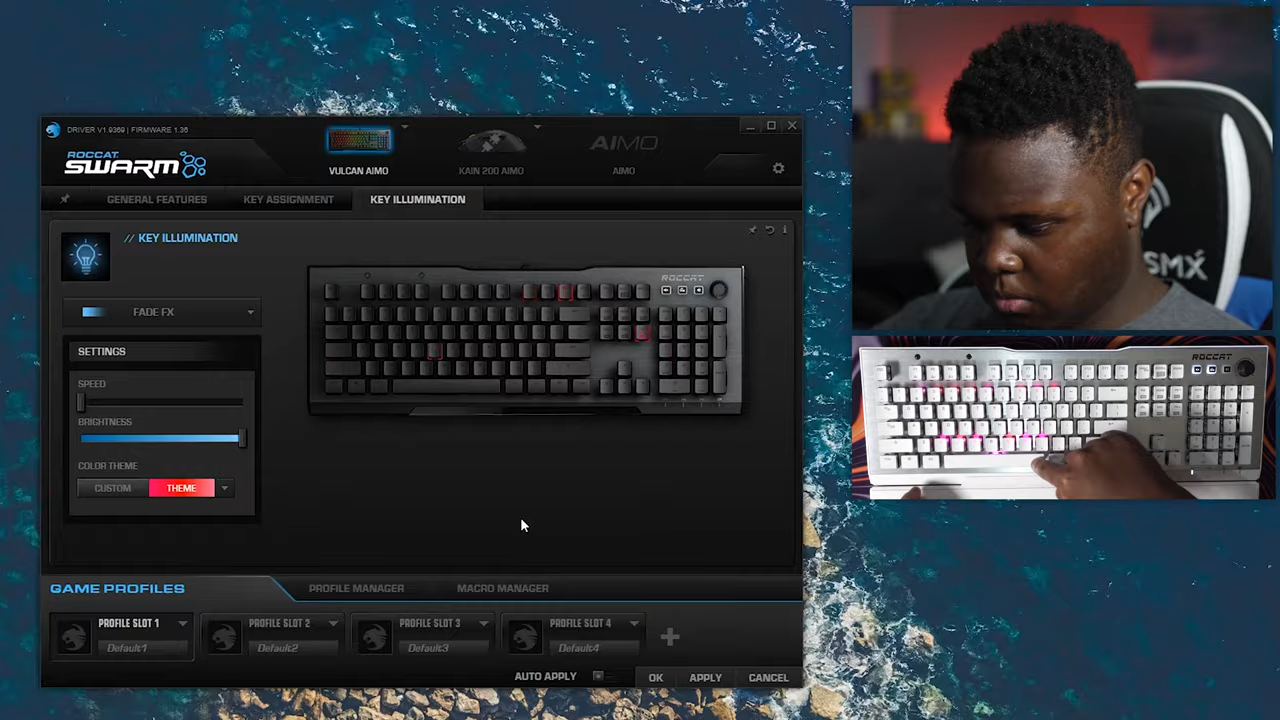 DRIVER V1.9369 | FIRMWARE 1.36
ROCCAT
SWARM
VULCAN AIMO
KAIN 200 AIMO
AIMO
AIMO
GENERAL FEATURES
KEY ASSIGNMENT
KEY ILLUMINATION
// KEY ILLUMINATION
FADE FX
SETTINGS
SPEED
BRIGHTNESS
COLOR THEME
CUSTOM
THEME
ROCCAT
GAME PROFILES
PROFILE MANAGER
MACRO MANAGER
PROFILE SLOT 1
Default1
PROFILE SLOT 2
Default2
PROFILE SLOT 3
Default3
PROFILE SLOT 4
Default4
AUTO APPLY
OK
APPLY
CANCEL
SMX
ROCCAT